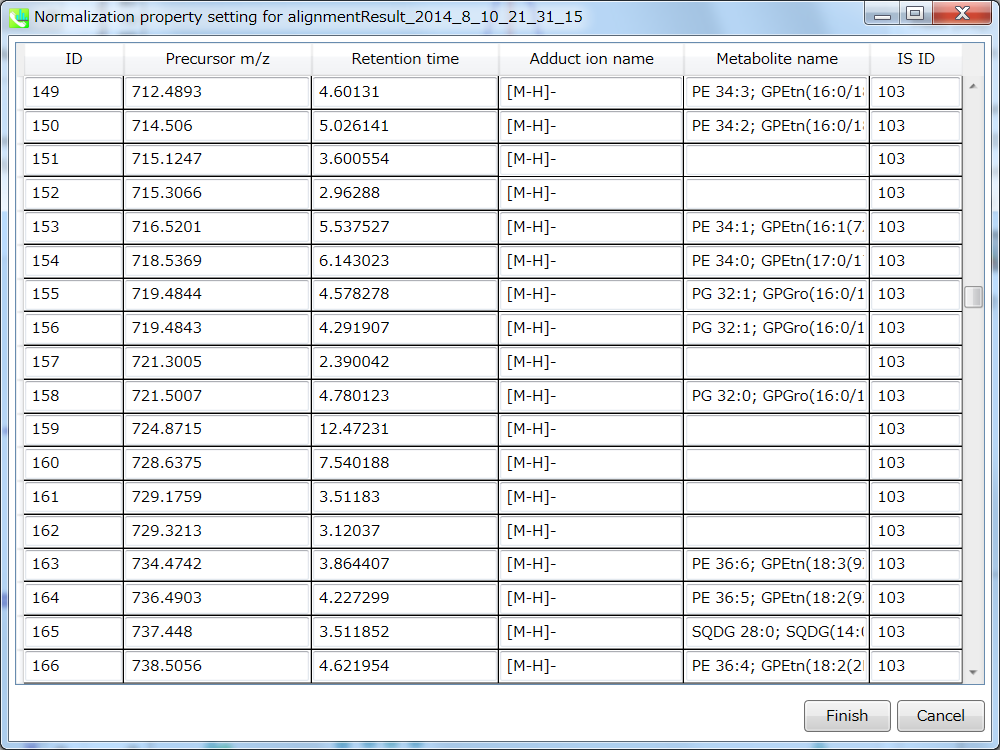 Normalization property setting for alignmentResult_2014_8_10_21_31_15
ID Precursor m/z Retention time Adduct ion name Metabolite name IS ID
149 712.4893 4.60131 [M-H]- PE 34:3; GPEtn(16:0/18 103
150 714.506 5.026141 [M-H]- PE 34:2; GPEtn(16:0/18 103
151 715.1247 3.600554 [M-H]- 103
152 715.3066 2.96288 [M-H]- 103
153 716.5201 5.537527 [M-H]- PE 34:1; GPEtn(16:1(7Z 103
154 718.5369 6.143023 [M-H]- PE 34:0; GPEtn(17:0/17 103
155 719.4844 4.578278 [M-H]- PG 32:1; GPGro(16:0/1 103
156 719.4843 4.291907 [M-H]- PG 32:1; GPGro(16:0/1 103
157 721.3005 2.390042 [M-H]- 103
158 721.5007 4.780123 [M-H]- PG 32:0; GPGro(16:0/1 103
159 724.8715 12.47231 [M-H]- 103
160 728.6375 7.540188 [M-H]- 103
161 729.1759 3.51183 [M-H]- 103
162 729.3213 3.12037 [M-H]- 103
163 734.4742 3.864407 [M-H]- PE 36:6; GPEtn(18:3(9Z 103
164 736.4903 4.227299 [M-H]- PE 36:5; GPEtn(18:2(9Z 103
165 737.448 3.511852 [M-H]- SQDG 28:0; SQDG(14:0 103
166 738.5056 4.621954 [M-H]- PE 36:4; GPEtn(18:2(2E 103
Finish Cancel